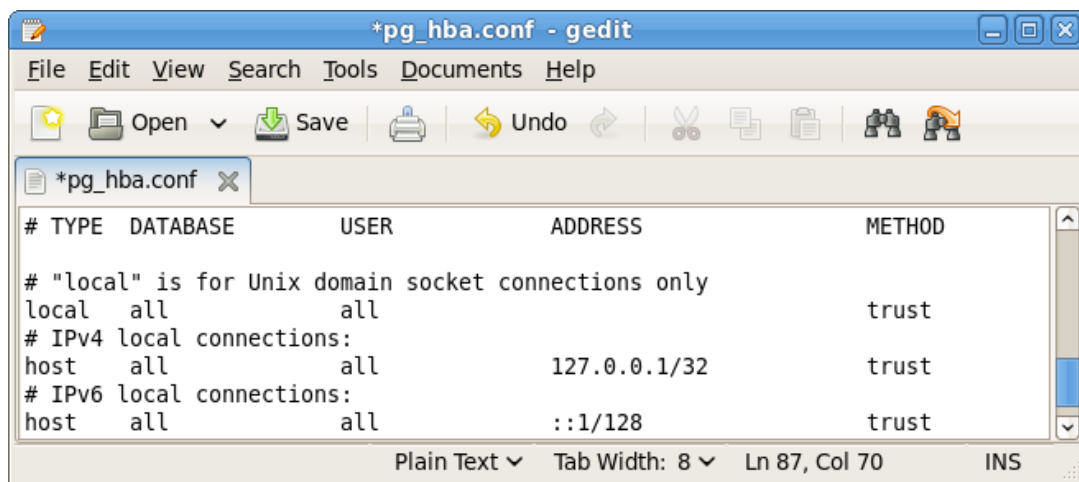 *pg_hba.conf - gedit
File Edit View Search Tools Documents Help
Open Save Undo
*pg_hba.conf
# TYPE  DATABASE        USER            ADDRESS                 METHOD
# "local" is for Unix domain socket connections only
local   all             all                                     trust
# IPv4 local connections:
host    all             all             127.0.0.1/32            trust
# IPv6 local connections:
host    all             all             ::1/128                 trust
Plain Text Tab Width: 8 Ln 87, Col 70 INS